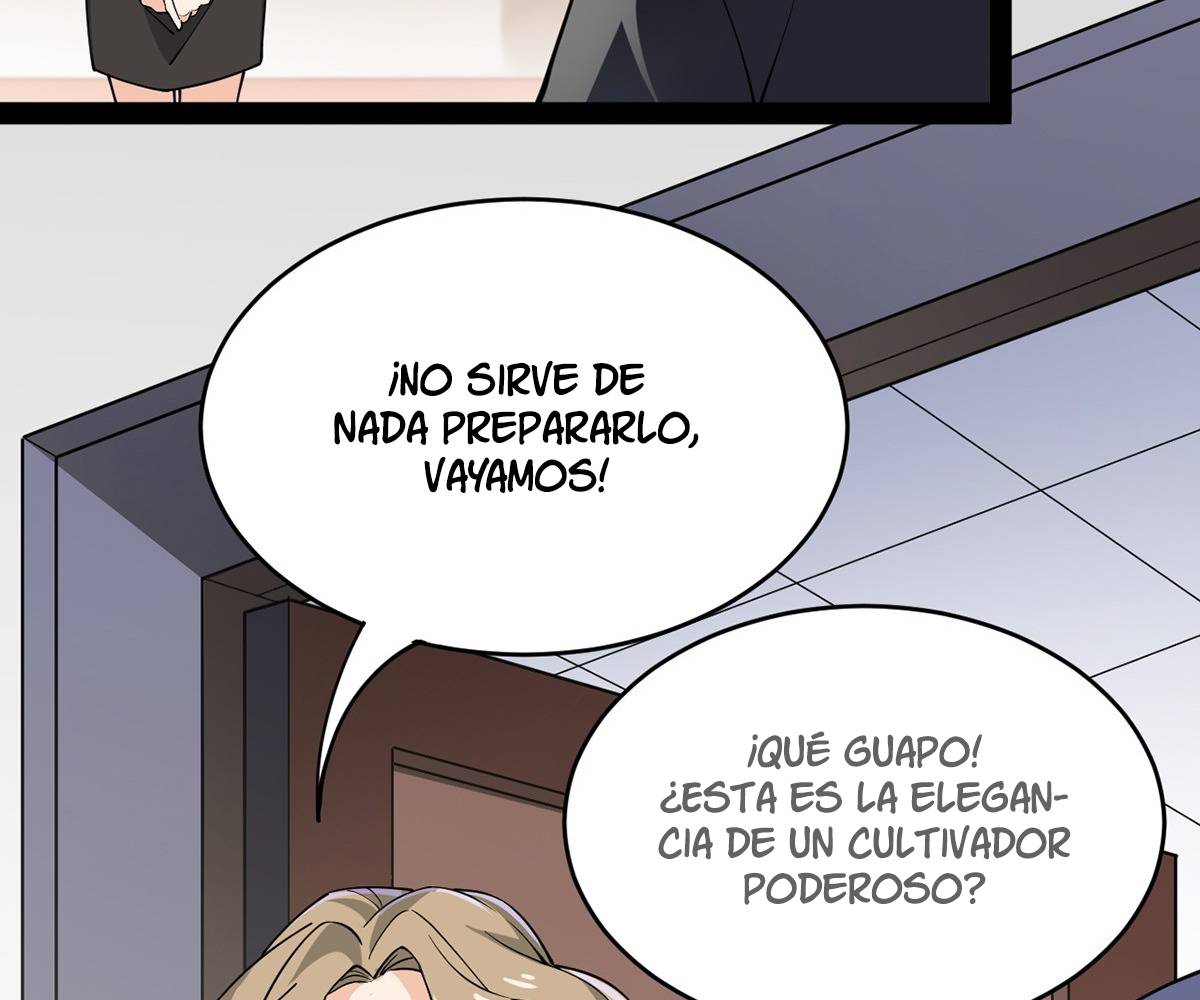 ¡NO SIRVE DE
NADA PREPARARLO,
VAYAMOS!
¡QUÉ GUAPO!
¿ESTA ES LA ELEGAN-
CIA DE UN CULTIVADOR
PODEROSO?